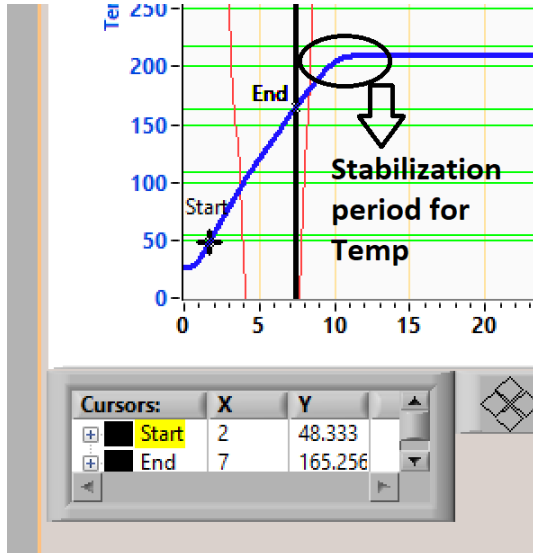 Te
250
200
End
150
Stabilization
period for
Temp
100
Start
50
0
0 5 10 15 20
Cursors: X Y
Start 2 48.333
End 7 165.256